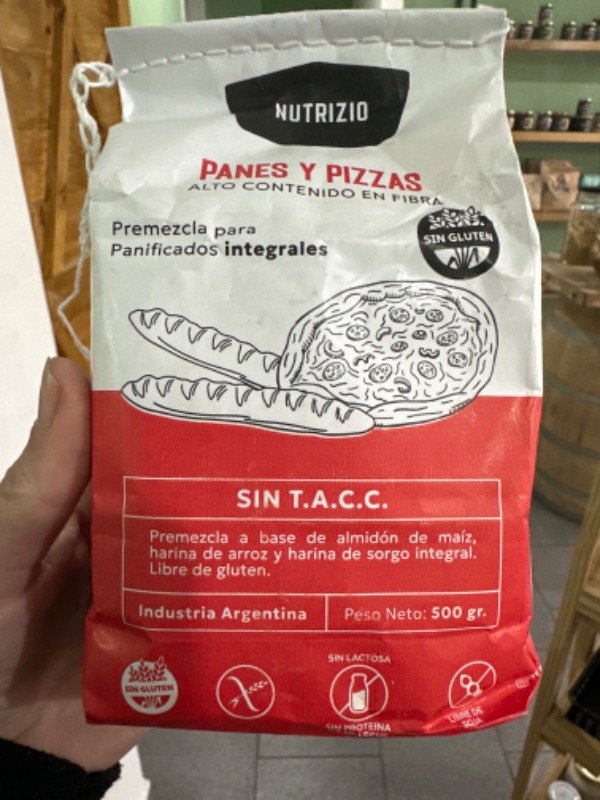 NUTRIZIO
PANES Y PIZZAS
ALTO CONTENIDO EN FIBRA
Premezcla para
Panificados integrales
SIN GLUTEN
SIN T.A.C.C.
Premezcla a base de almidón de maíz,
harina de arroz y harina de sorgo integral.
Libre de gluten.
Industria Argentina
Peso Neto: 500 gr.
SIN GLUTEN
SIN LACTOSA
SIN PROTEINA
LECHE
LIBRE DE
SOJA